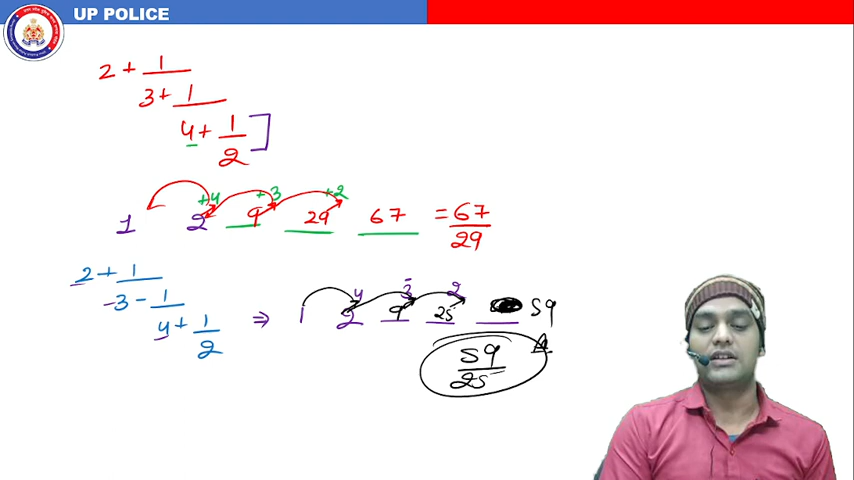 UP POLICE
2 + 1
3 + 1
4 + 1
2
+4 +3 +2
1 2 9 29 67 = 67
29
2 + 1
3 - 1
4 + 1
2
⇒ 1 2 9 25 59
4 3 2
59
25